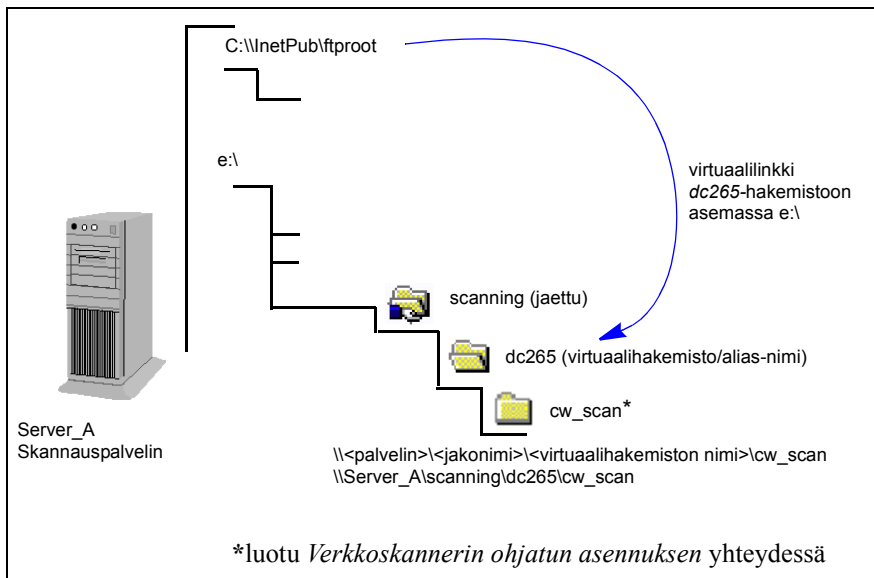 C:\\InetPub\ftproot
e:\
virtuaalilinkki
dc265-hakemistoon
asemassa e:\
scanning (jaettu)
dc265 (virtuaalihakemisto/alias-nimi)
cw_scan*
Server_A
Skannauspalvelin
\\<palvelin>\<jakonimi>\<virtuaalihakemiston nimi>\cw_scan
\\Server_A\scanning\dc265\cw_scan
*luotu Verkkoskannerin ohjatun asennuksen yhteydessä